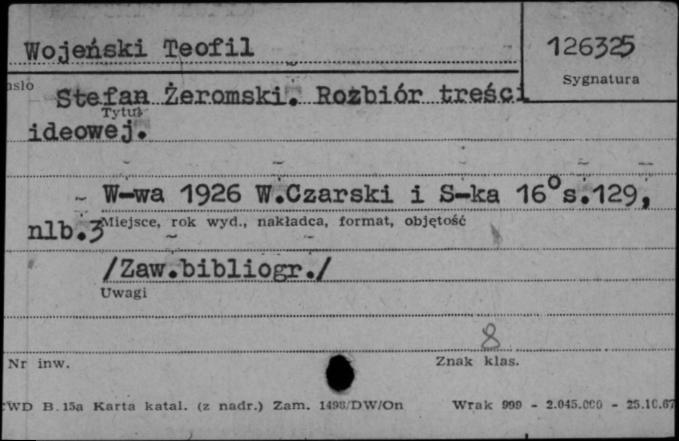 Wojeński Teofil
126325
Sygnatura
Stefan Żeromski. Rozbiór treści
Tytuł
ideowej.
W-wa 1926 W.Czarski i S-ka 16° s.129,
Miejsce, rok wyd., nakładca, format, objętość
nlb.3
/Zaw.bibliogr./
Uwagi
8
Nr inw.
Znak klas.
CWD B.15a Karta katal. (z nadr.) Zam. 1498/DW/On Wrak 999 - 2.045.000 - 25.10.67